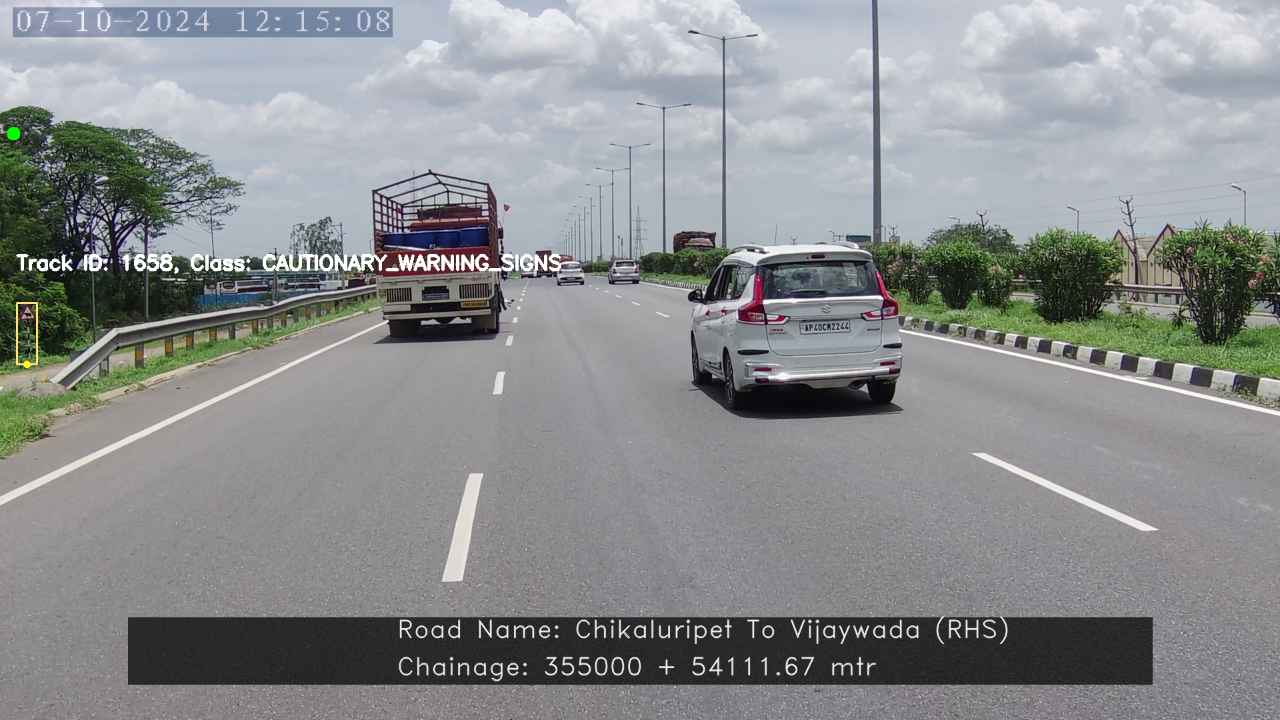 07-10-2024 12:15:08
Track ID: 1658, Class: CAUTIONARY_WARNING_SIGNS
AP40CM2244
Road Name: Chikaluripet To Vijaywada (RHS)
Chainage: 355000 + 54111.67 mtr